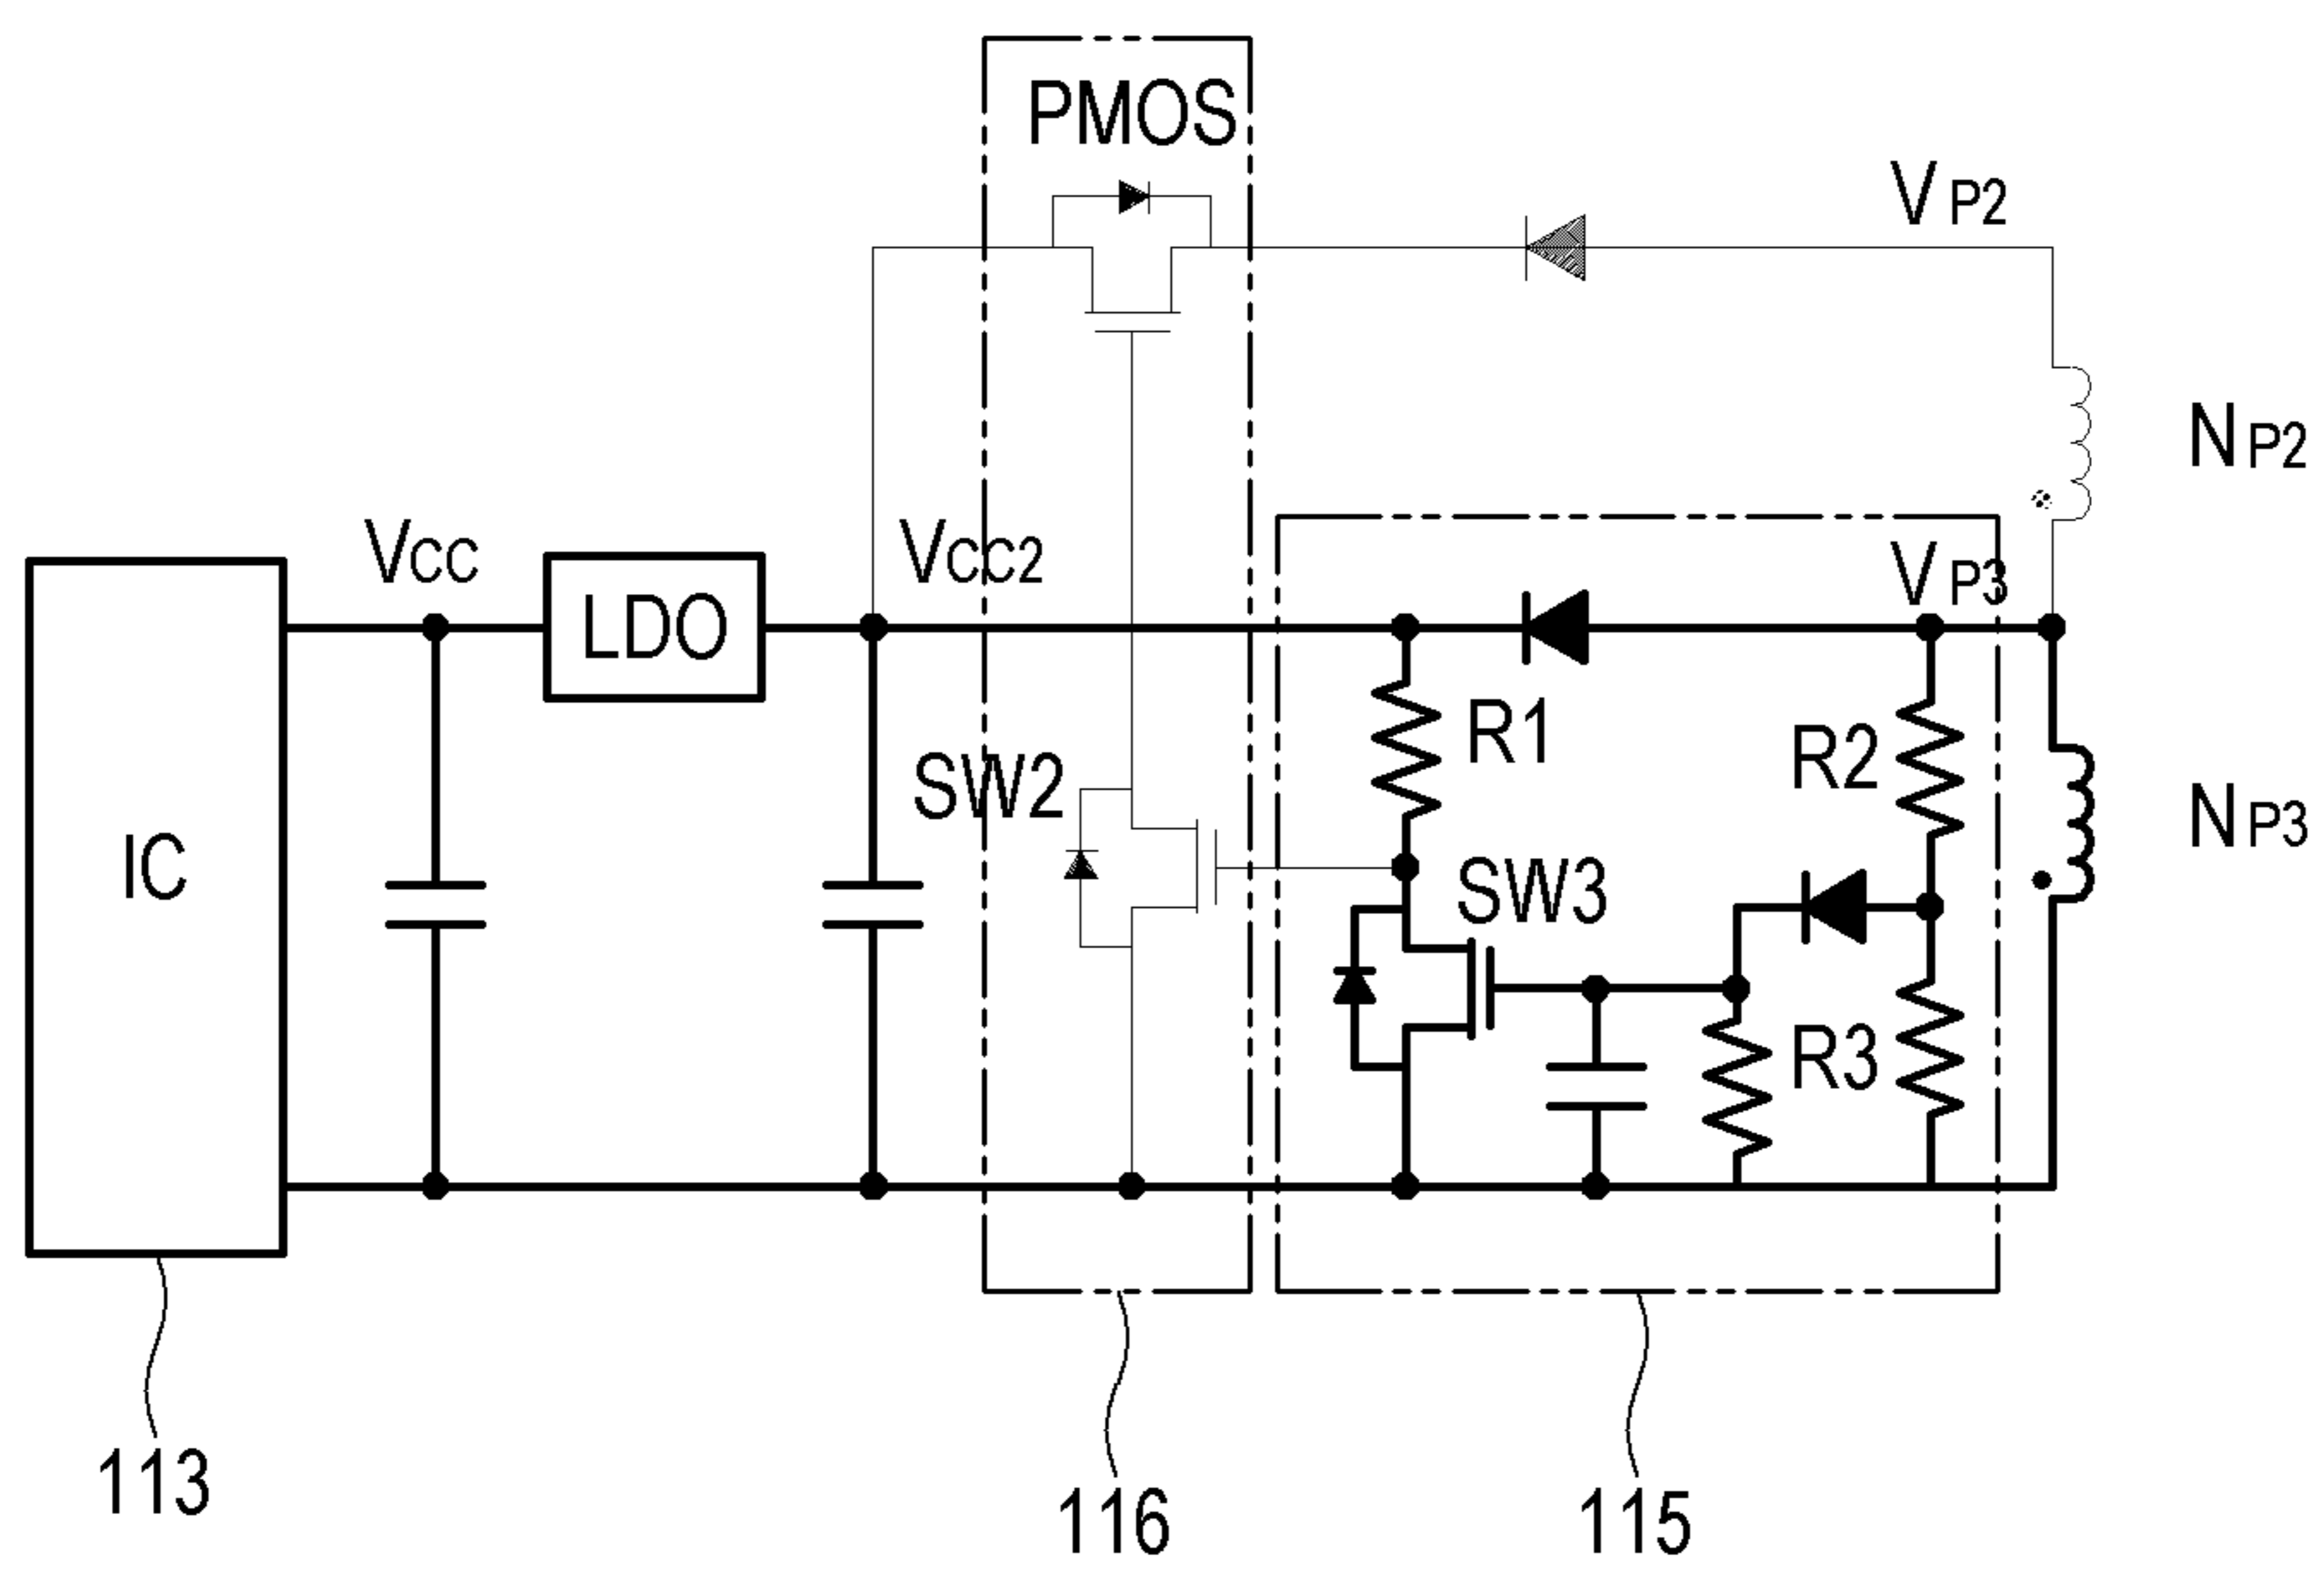 PMOS
VP2
NP2
VCC
LDO
VCC2
VP3
R1
R2
SW2
NP3
IC
SW3
R3
113
116
115